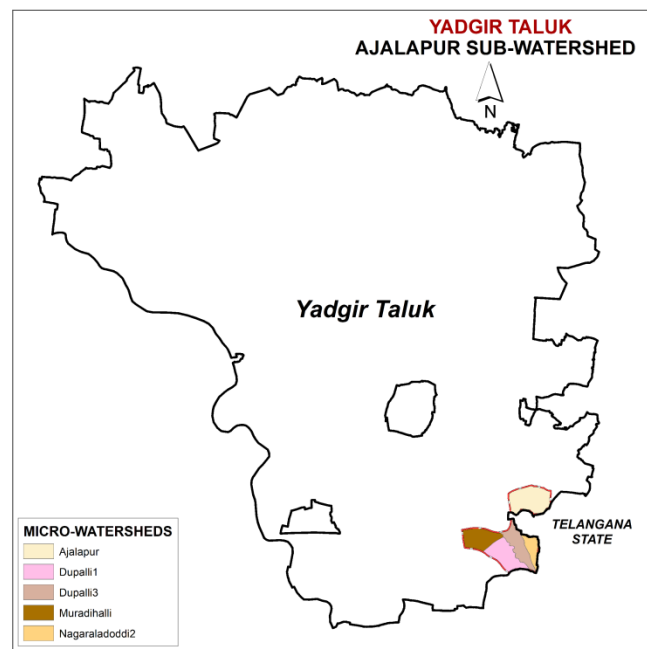 YADGIR TALUK
AJALAPUR SUB-WATERSHED
N
Yadgir Taluk
TELANGANA
STATE
MICRO-WATERSHEDS
Ajalapur
Dupalli1
Dupalli3
Muradihalli
Nagaraladoddi2